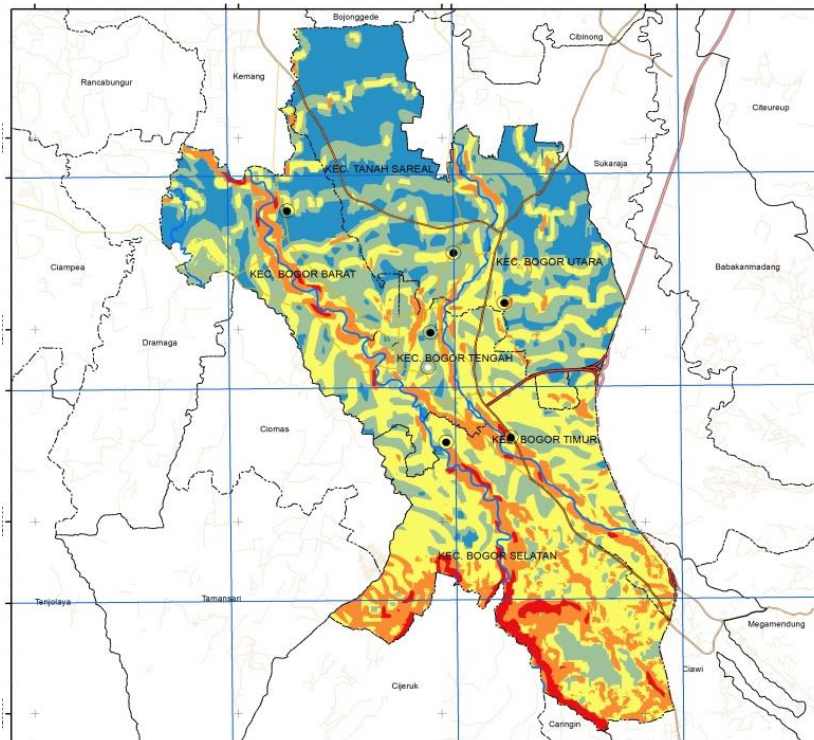 Bojonggede
Cibinong
Kemang
Rancabungur
Citeureup
Sukaraja
KEC. TANAH SAREAL
KEC. BOGOR UTARA
Ciampea
KEC. BOGOR BARAT
Babakanmadang
Dramaga
KEC. BOGOR TENGAH
Ciomas
KEC. BOGOR TIMUR
KEC. BOGOR SELATAN
Tenjolaya
Tamansari
Megamendung
Ciawi
Cijeruk
Caringin